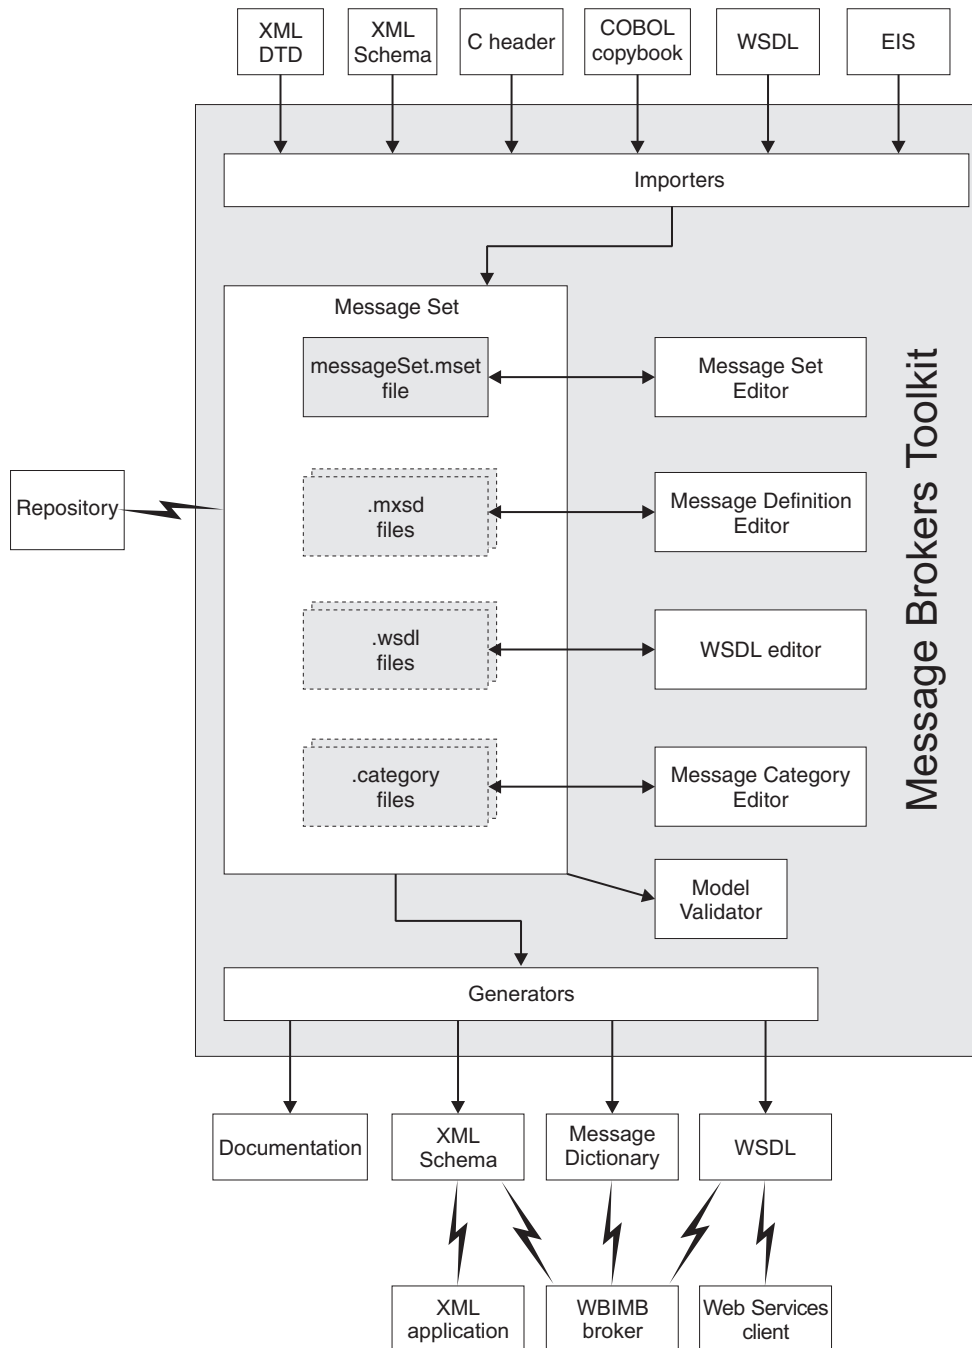 XML
DTD
XML
Schema
C header
COBOL
copybook
WSDL
EIS
Importers
Message Set
messageSet.mset
file
Message Set
Editor
Repository
.mxsd
files
Message Definition
Editor
.wsdl
files
WSDL editor
.category
files
Message Category
Editor
Message Brokers Toolkit
Model
Validator
Generators
Documentation
XML
Schema
Message
Dictionary
WSDL
XML
application
WBIMB
broker
Web Services
client